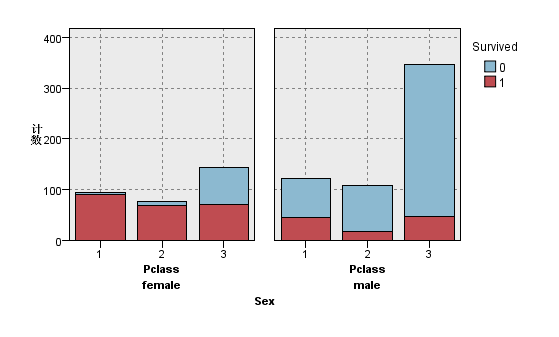 Survived
0
1
计数
400
300
200
100
0
1 2 3
1 2 3
Pclass
female
Pclass
male
Sex